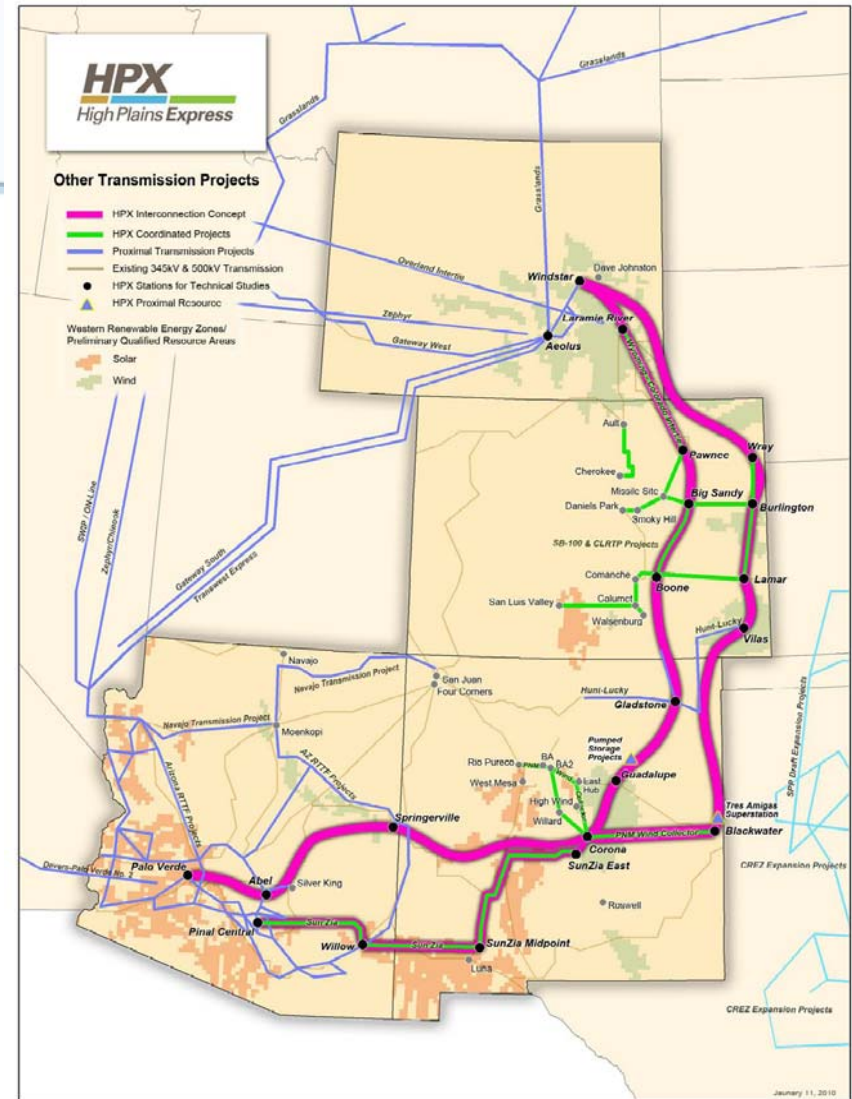 HPX
High Plains Express
Other Transmission Projects
HPX Interconnection Concept
HPX Coordinated Projects
Proximal Transmission Projects
Existing 345kV & 500kV Transmission
HPX Stations for Technical Studies
HPX Proximal Resource
Western Renewable Energy Zones/
Preliminary Qualified Resource Areas
Solar
Wind
Grasslands
Grasslands
Grasslands
Overland Intertie
Zephyr
Gateway West
Windstar
Dave Johnston
Laramie River
Aeolus
Wyoming - Colorado Intertie
SWIP / ON-Line
Zephyr/Chinook
Gateway South
Transwest Express
Ault
Cherokee
Pawnee
Wray
Missile Site
Big Sandy
Daniels Park
Smoky Hill
Burlington
SB-100 & CLRTP Projects
Comanche
Boone
Lamar
San Luis Valley
Calumet
Walsenburg
Hunt-Lucky
Vilas
Navajo
Navajo Transmission Project
San Juan
Four Corners
Hunt-Lucky
Gladstone
Navajo Transmission Project
Moenkopi
AZ RTTF Projects
Arizona RTTF Projects
Pumped
Storage
Projects
Rio Puerco
PNM
BA
BA2
Wind
West Mesa
East
Hub
Guadalupe
High Wind
Willard
Tres Amigas
Superstation
Springerville
Corona
PNM Wind Collector
Blackwater
SunZia East
Palo Verde
Devers-Palo Verde No. 2
Abel
Silver King
Pinal Central
SunZia
Willow
SunZia
SunZia Midpoint
Luna
Roswell
SPP Draft Expansion Projects
CREZ Expansion Projects
CREZ Expansion Projects
January 11, 2010